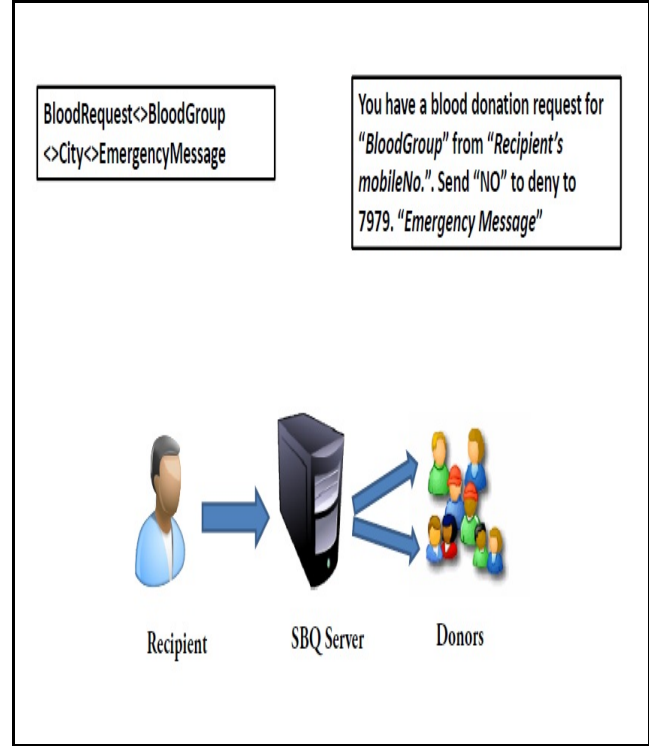 BloodRequest<>BloodGroup
<>City<>EmergencyMessage
You have a blood donation request for
“BloodGroup” from “Recipient’s
mobileNo.”. Send “NO” to deny to
7979. “Emergency Message”
Recipient
SBQ Server
Donors